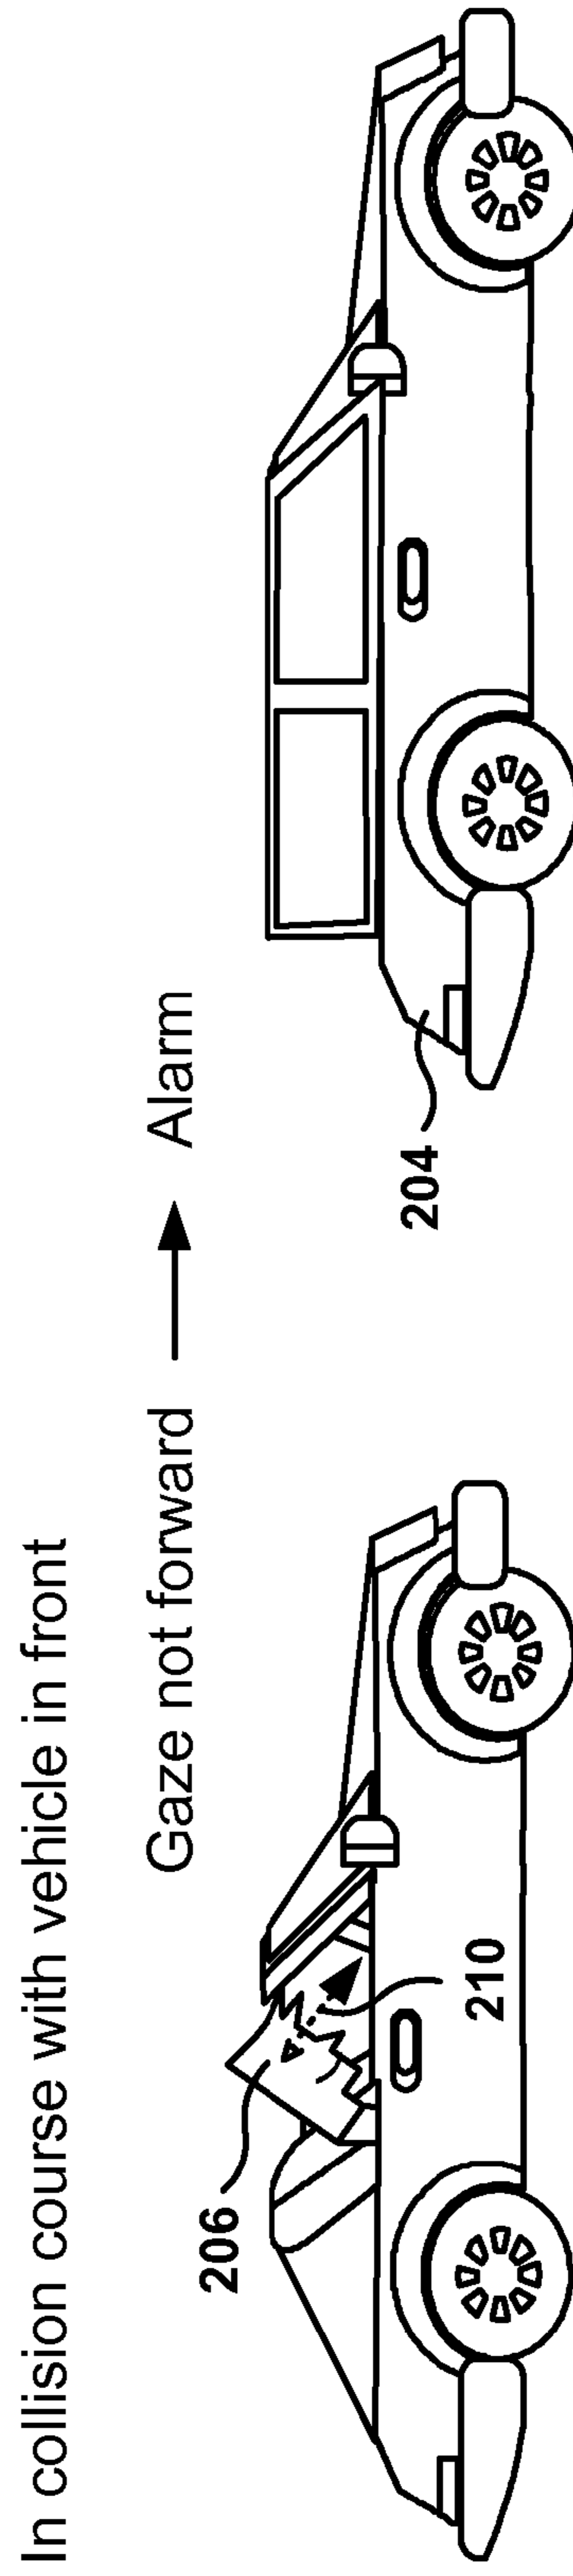 In collision course with vehicle in front
Gaze not forward → Alarm
206
204
210